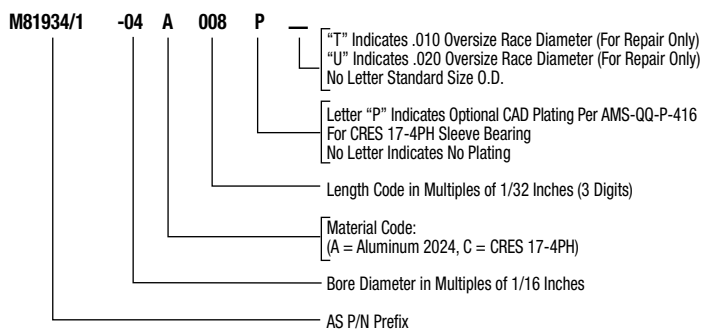 M81934/1 -04 A 008 P __
“T” Indicates .010 Oversize Race Diameter (For Repair Only)
“U” Indicates .020 Oversize Race Diameter (For Repair Only)
No Letter Standard Size O.D.
Letter “P” Indicates Optional CAD Plating Per AMS-QQ-P-416
For CRES 17-4PH Sleeve Bearing
No Letter Indicates No Plating
Length Code in Multiples of 1/32 Inches (3 Digits)
Material Code:
(A = Aluminum 2024, C = CRES 17-4PH)
Bore Diameter in Multiples of 1/16 Inches
AS P/N Prefix